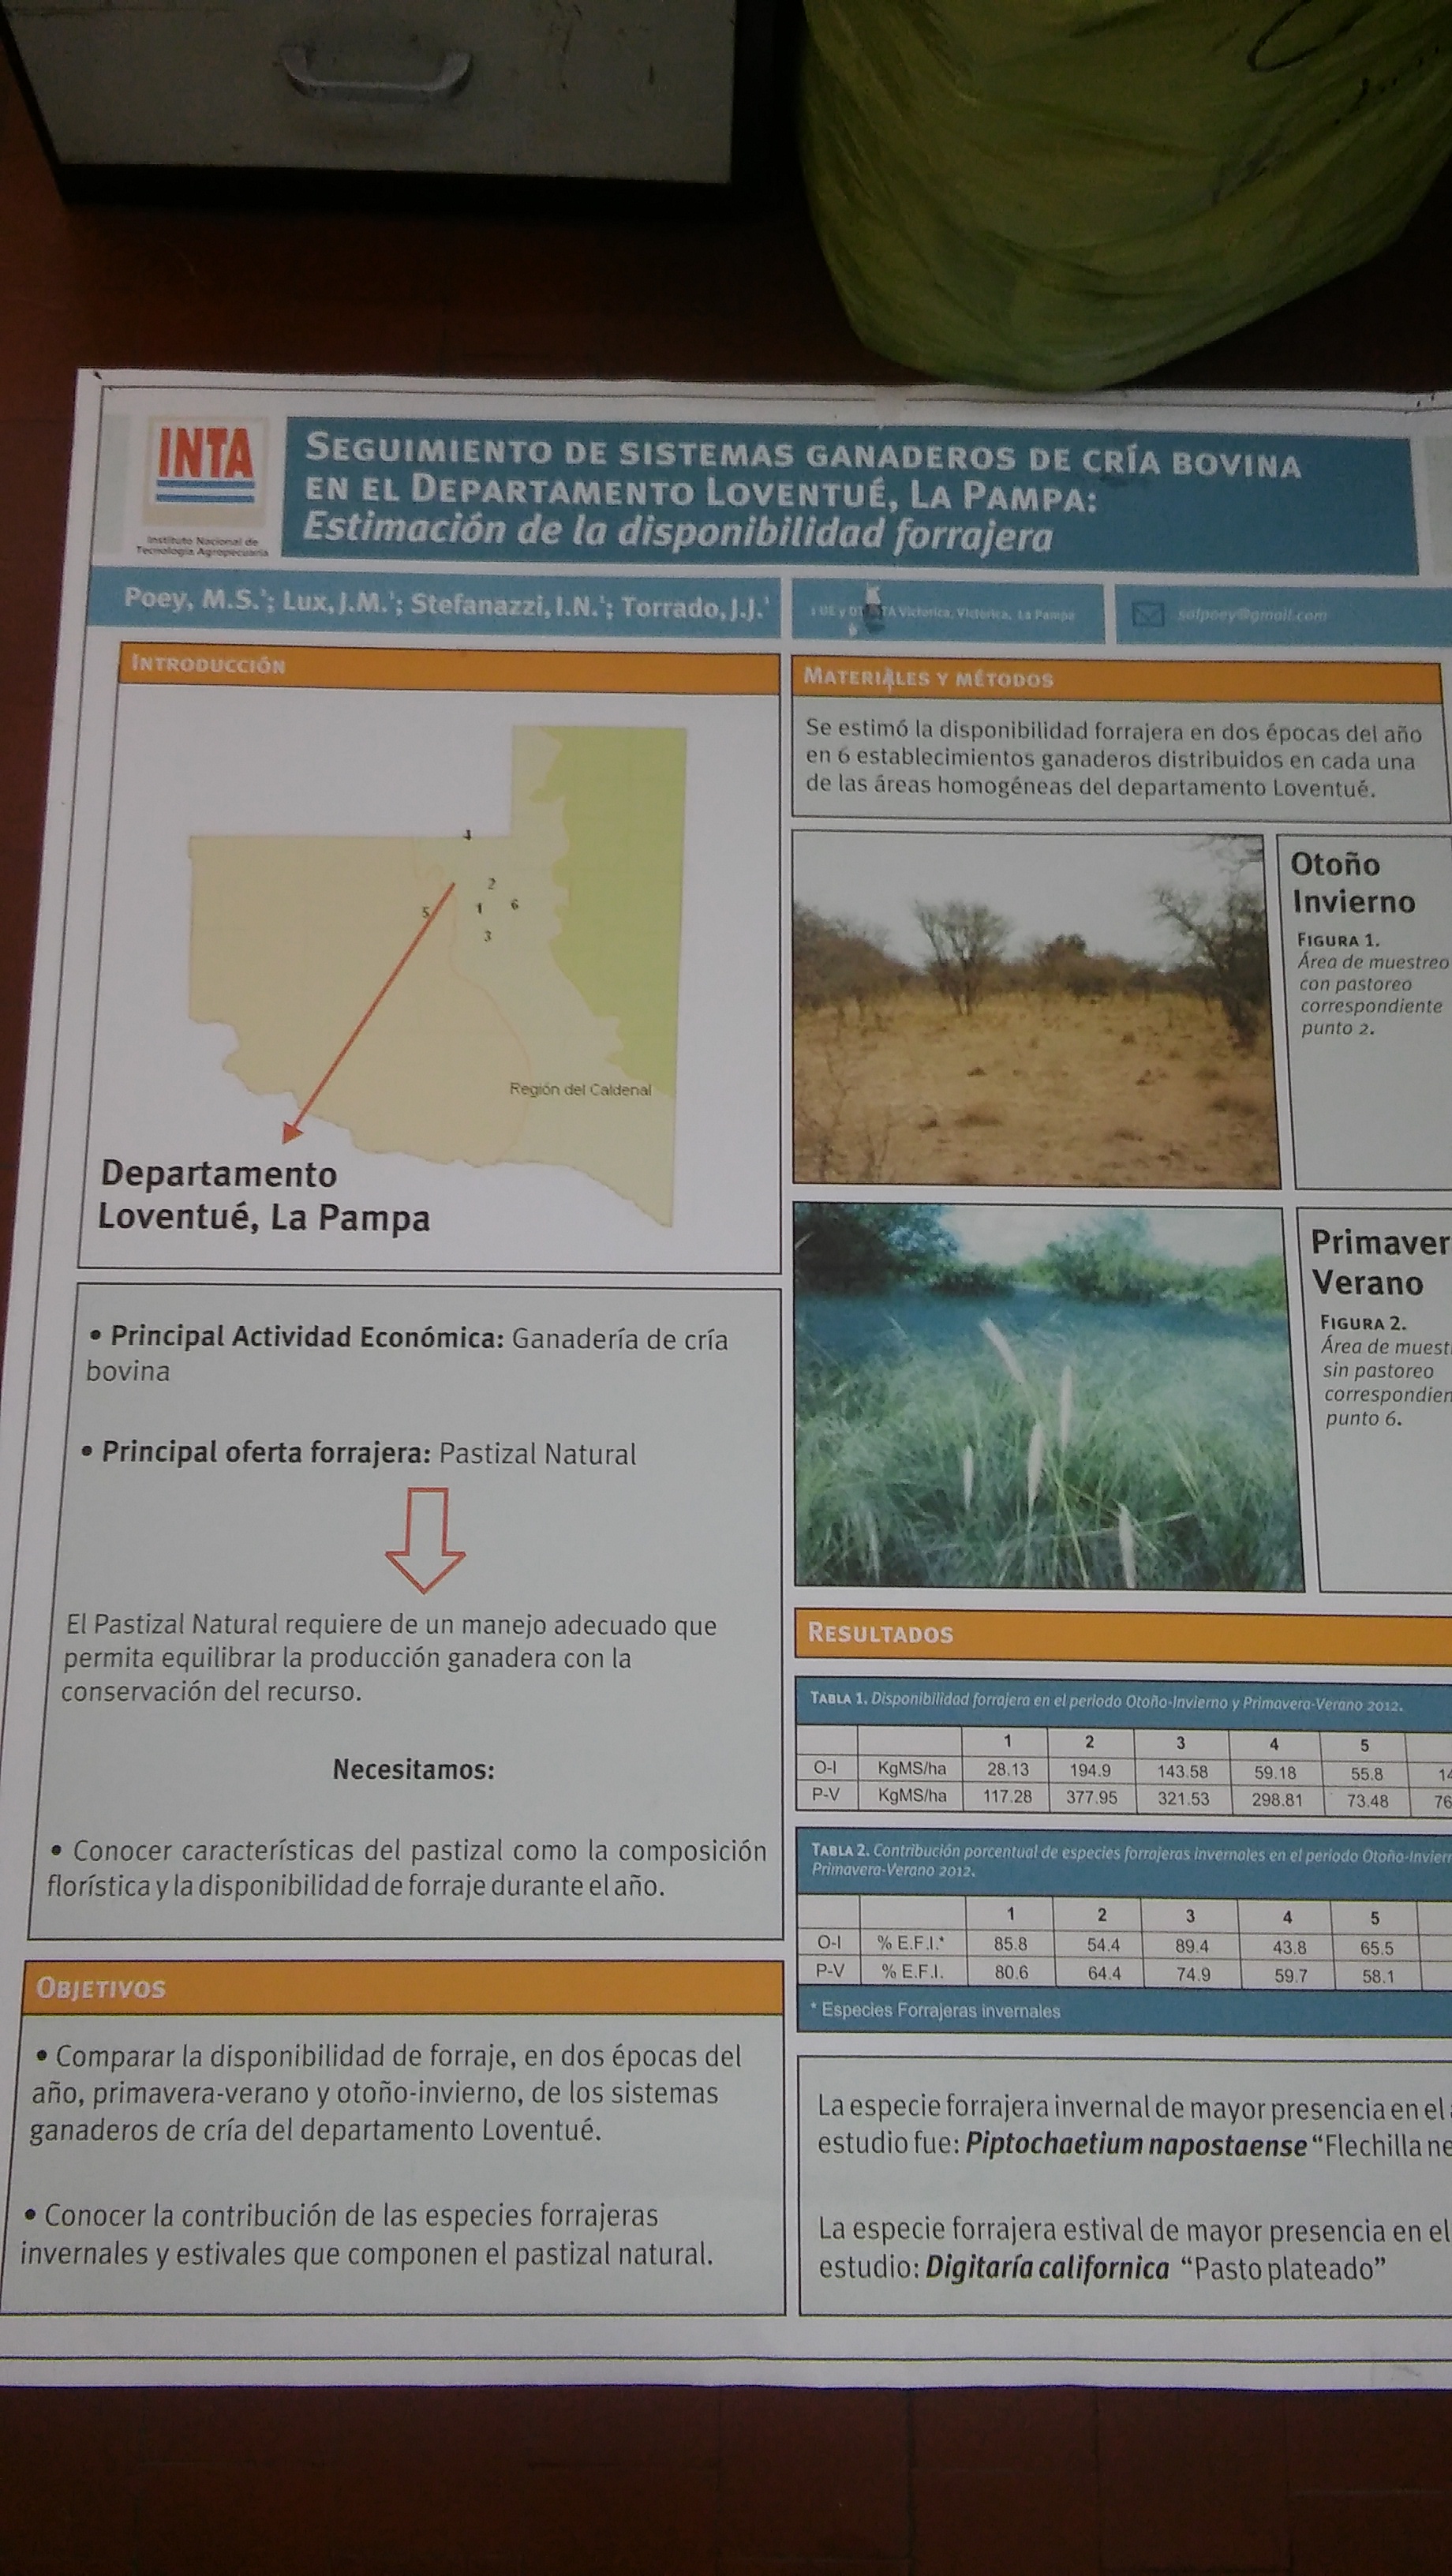 INTA
Instituto Nacional de
Tecnología Agropecuaria
SEGUIMIENTO DE SISTEMAS GANADEROS DE CRÍA BOVINA
EN EL DEPARTAMENTO LOVENTUÉ, LA PAMPA:
Estimación de la disponibilidad forrajera
Poey, M.S.¹; Lux, J.M.¹; Stefanazzi, I.N.¹; Torrado, J.J.¹
Victorica, Victorica, La Pampa
salpoey@gmail.com
INTRODUCCIÓN
4
2
5 1 6
3
Región del Caldenal
Departamento
Loventué, La Pampa
• Principal Actividad Económica: Ganadería de cría
bovina
• Principal oferta forrajera: Pastizal Natural
El Pastizal Natural requiere de un manejo adecuado que
permita equilibrar la producción ganadera con la
conservación del recurso.
Necesitamos:
• Conocer características del pastizal como la composición
florística y la disponibilidad de forraje durante el año.
OBJETIVOS
• Comparar la disponibilidad de forraje, en dos épocas del
año, primavera-verano y otoño-invierno, de los sistemas
ganaderos de cría del departamento Loventué.
• Conocer la contribución de las especies forrajeras
invernales y estivales que componen el pastizal natural.
MATERIALES Y MÉTODOS
Se estimó la disponibilidad forrajera en dos épocas del año
en 6 establecimientos ganaderos distribuidos en cada una
de las áreas homogéneas del departamento Loventué.
Otoño
Invierno
FIGURA 1.
Área de muestreo
con pastoreo
correspondiente
punto 2.
Primaver
Verano
FIGURA 2.
Área de muest
sin pastoreo
correspondien
punto 6.
RESULTADOS
TABLA 1. Disponibilidad forrajera en el periodo Otoño-Invierno y Primavera-Verano 2012.
1 2 3 4 5
O-I KgMS/ha 28.13 194.9 143.58 59.18 55.8 14
P-V KgMS/ha 117.28 377.95 321.53 298.81 73.48 76
TABLA 2. Contribución porcentual de especies forrajeras invernales en el periodo Otoño-Invier
Primavera-Verano 2012.
1 2 3 4 5
O-I % E.F.I.* 85.8 54.4 89.4 43.8 65.5
P-V % E.F.I. 80.6 64.4 74.9 59.7 58.1
* Especies Forrajeras invernales
La especie forrajera invernal de mayor presencia en el
estudio fue: Piptochaetium napostaense “Flechilla ne
La especie forrajera estival de mayor presencia en el
estudio: Digitaría californica “Pasto plateado”